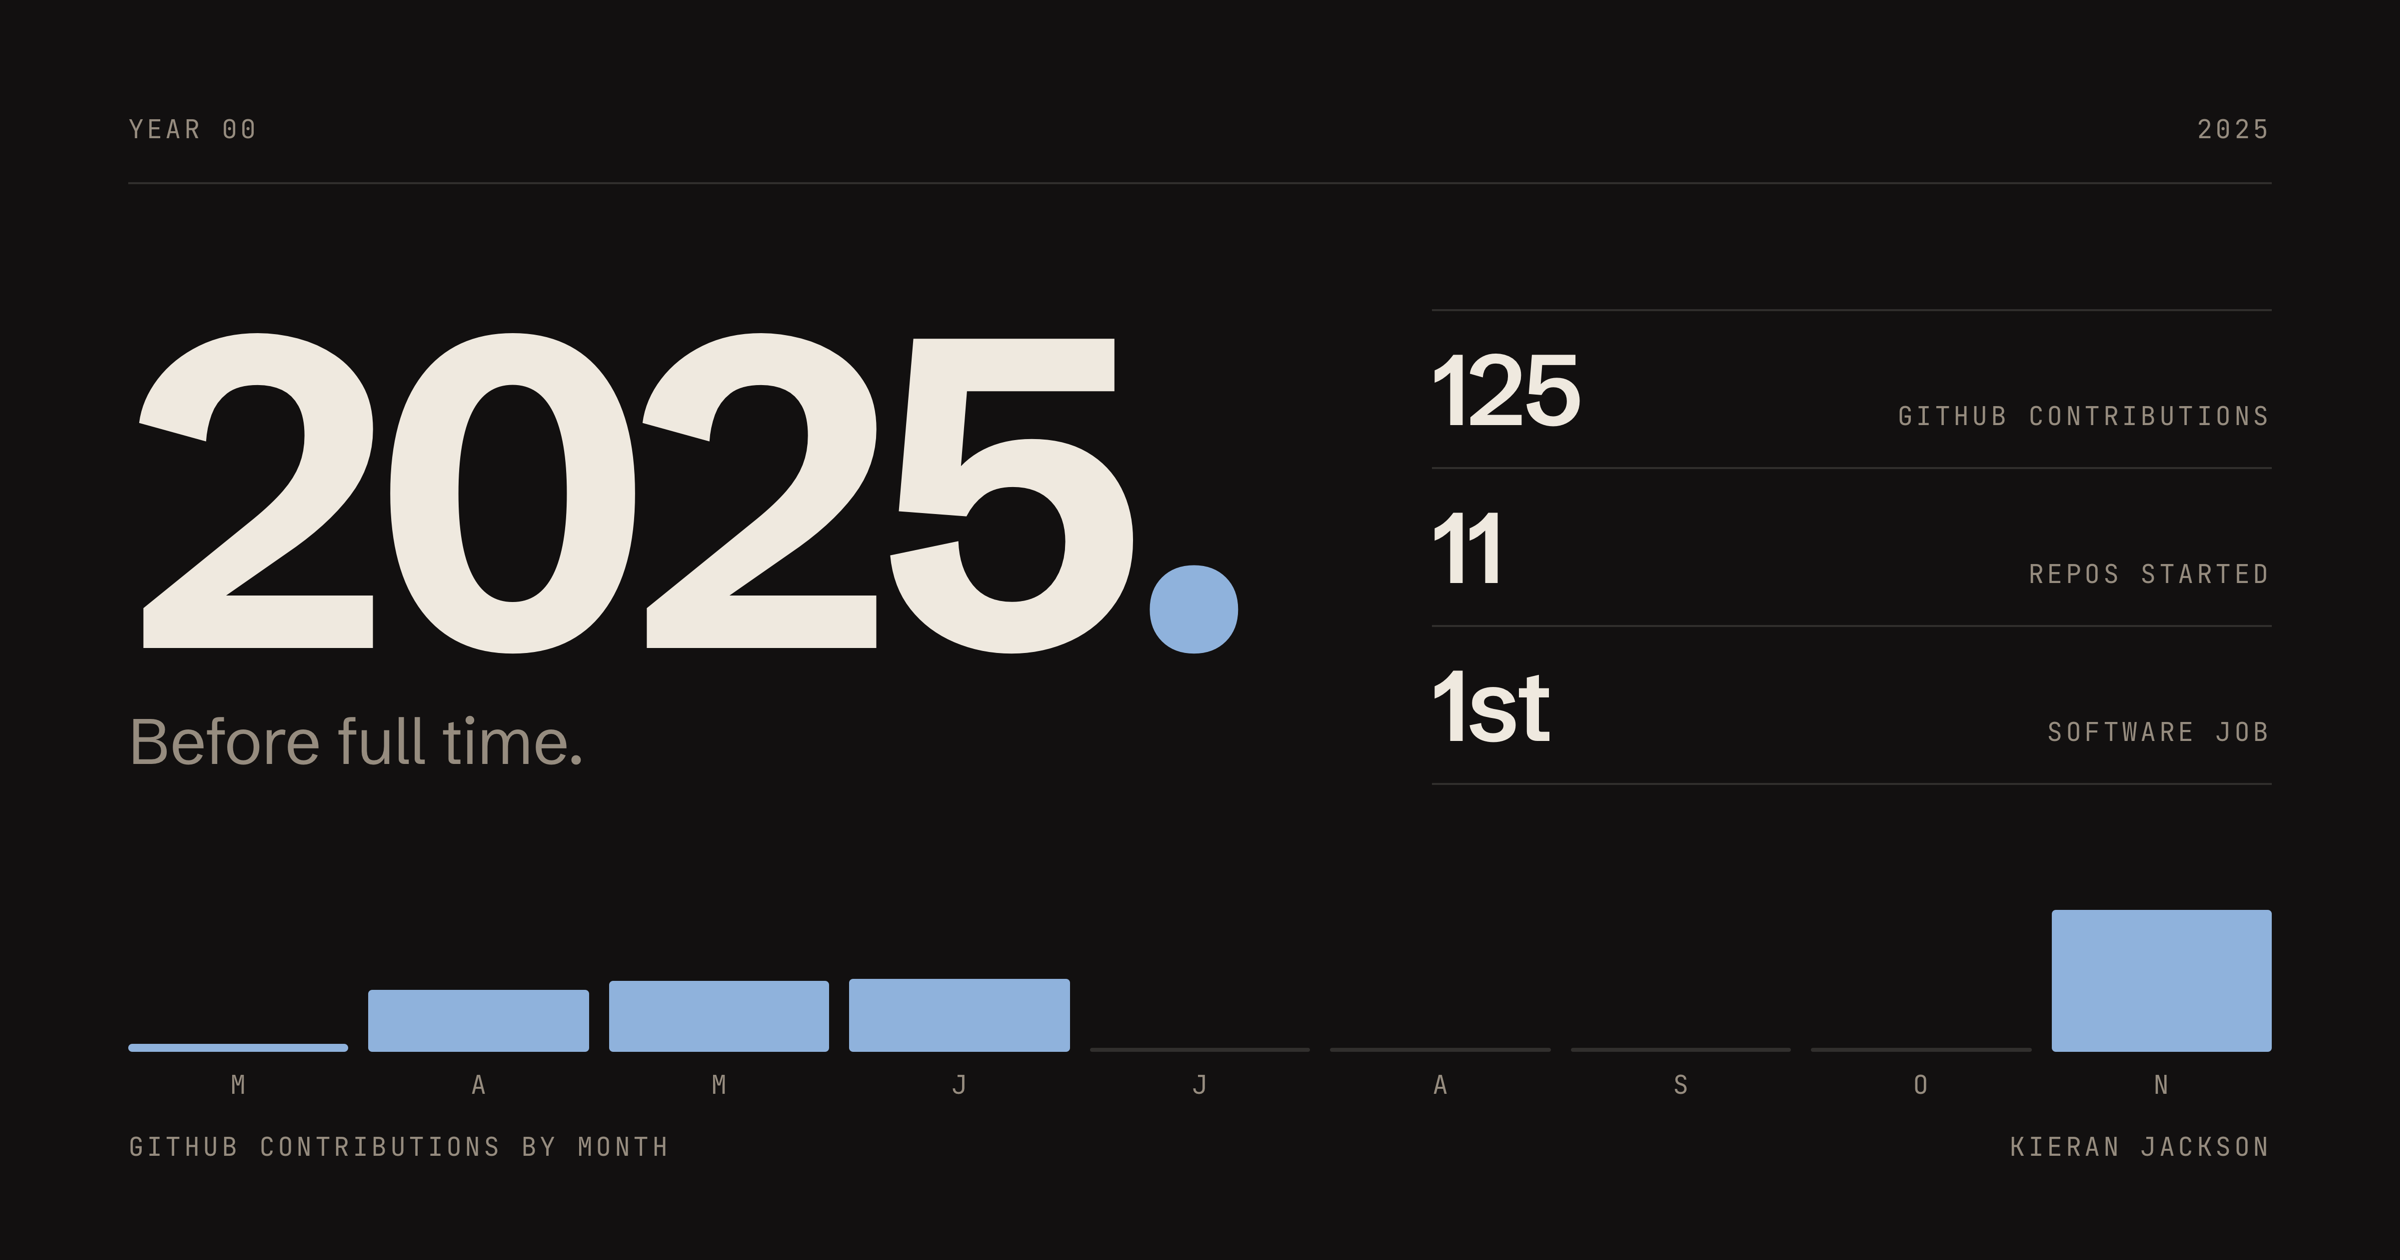 YEAR 00
2025
2025.
Before full time.
125
GITHUB CONTRIBUTIONS
11
REPOS STARTED
1st
SOFTWARE JOB
M A M J J A S O N
GITHUB CONTRIBUTIONS BY MONTH
KIERAN JACKSON